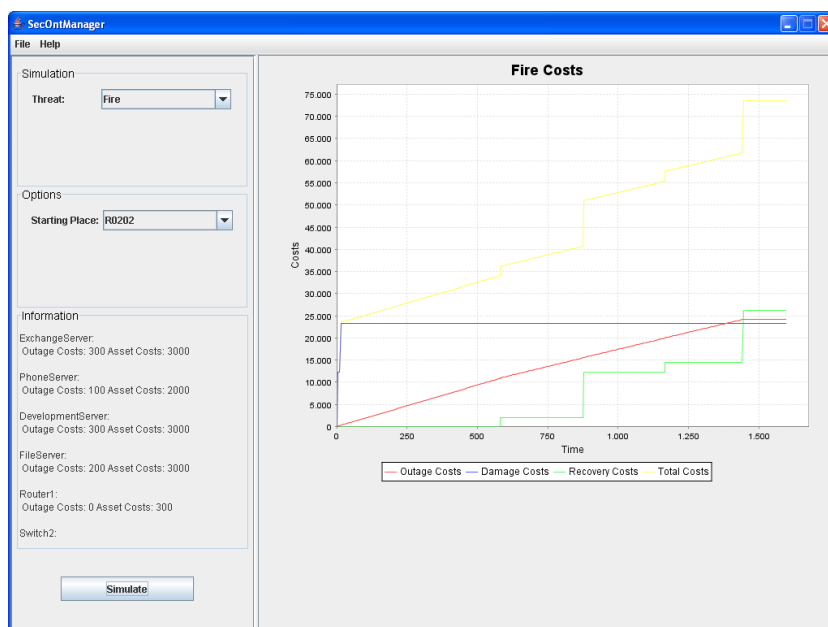 SecOntManager
File Help
Simulation
Threat: Fire
Options
Starting Place: R0202
Information
ExchangeServer:
Outage Costs: 300 Asset Costs: 3000
PhoneServer:
Outage Costs: 100 Asset Costs: 2000
DevelopmentServer:
Outage Costs: 300 Asset Costs: 3000
FileServer:
Outage Costs: 200 Asset Costs: 3000
Router1:
Outage Costs: 0 Asset Costs: 300
Switch2:
Simulate
Fire Costs
75.000
70.000
65.000
60.000
55.000
50.000
45.000
40.000
35.000
30.000
25.000
20.000
15.000
10.000
5.000
0
Costs
0 250 500 750 1.000 1.250 1.500
Time
Outage Costs Damage Costs Recovery Costs Total Costs